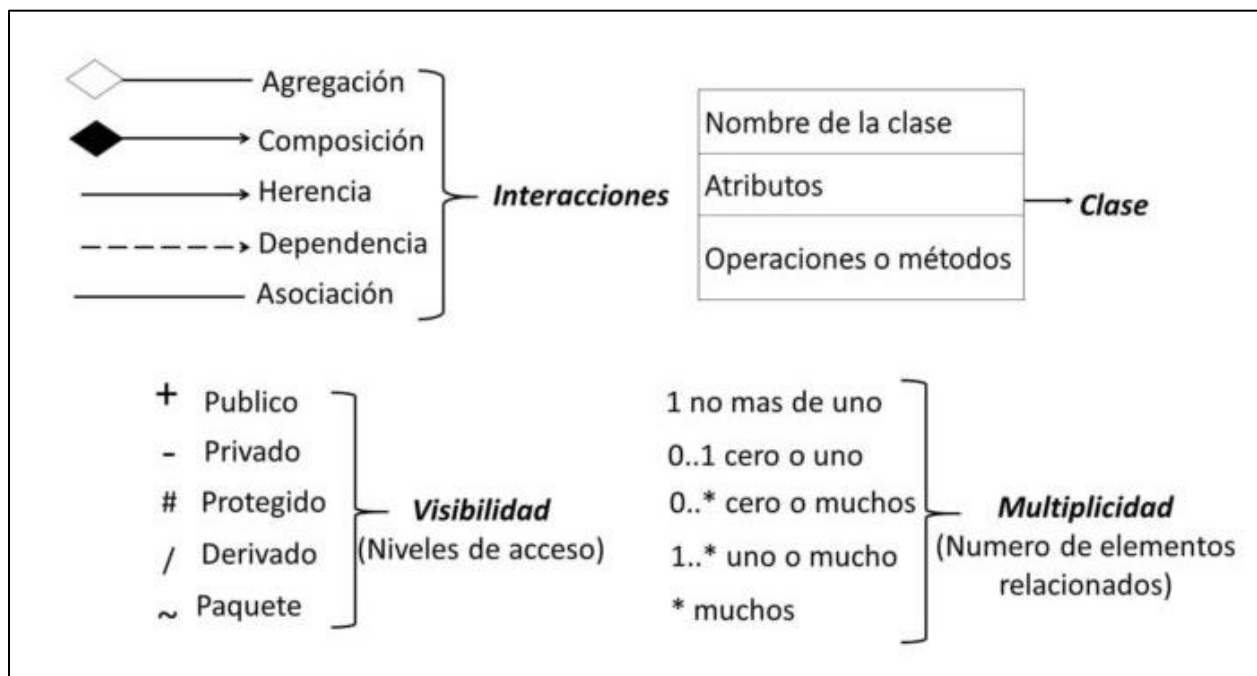 Agregación
Composición
Herencia
Dependencia
Asociación
Interacciones
Nombre de la clase
Atributos
Operaciones o métodos
Clase
+ Publico
- Privado
# Protegido
/ Derivado
~ Paquete
Visibilidad
(Niveles de acceso)
1 no mas de uno
0..1 cero o uno
0..* cero o muchos
1..* uno o mucho
* muchos
Multiplicidad
(Numero de elementos
relacionados)